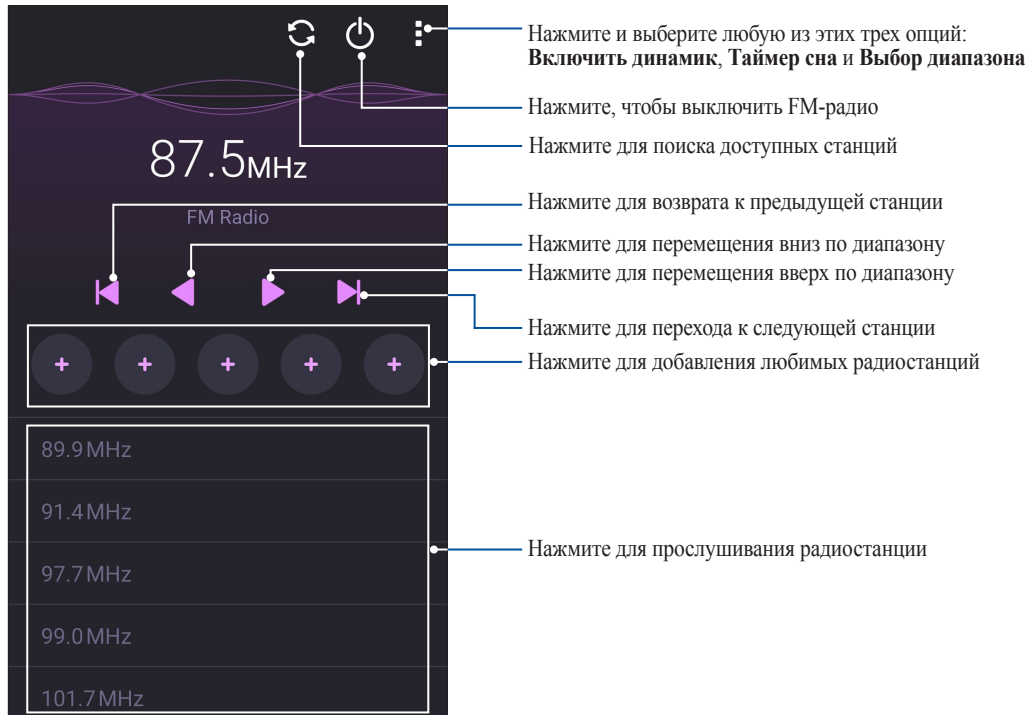 Нажмите и выберите любую из этих трех опций:
Включить динамик, Таймер сна и Выбор диапазона
Нажмите, чтобы выключить FM-радио
Нажмите для поиска доступных станций
87.5MHz
FM Radio
Нажмите для возврата к предыдущей станции
Нажмите для перемещения вниз по диапазону
Нажмите для перемещения вверх по диапазону
Нажмите для перехода к следующей станции
Нажмите для добавления любимых радиостанций
+ + + + +
89.9MHz
91.4MHz
97.7MHz
99.0MHz
101.7MHz
Нажмите для прослушивания радиостанции